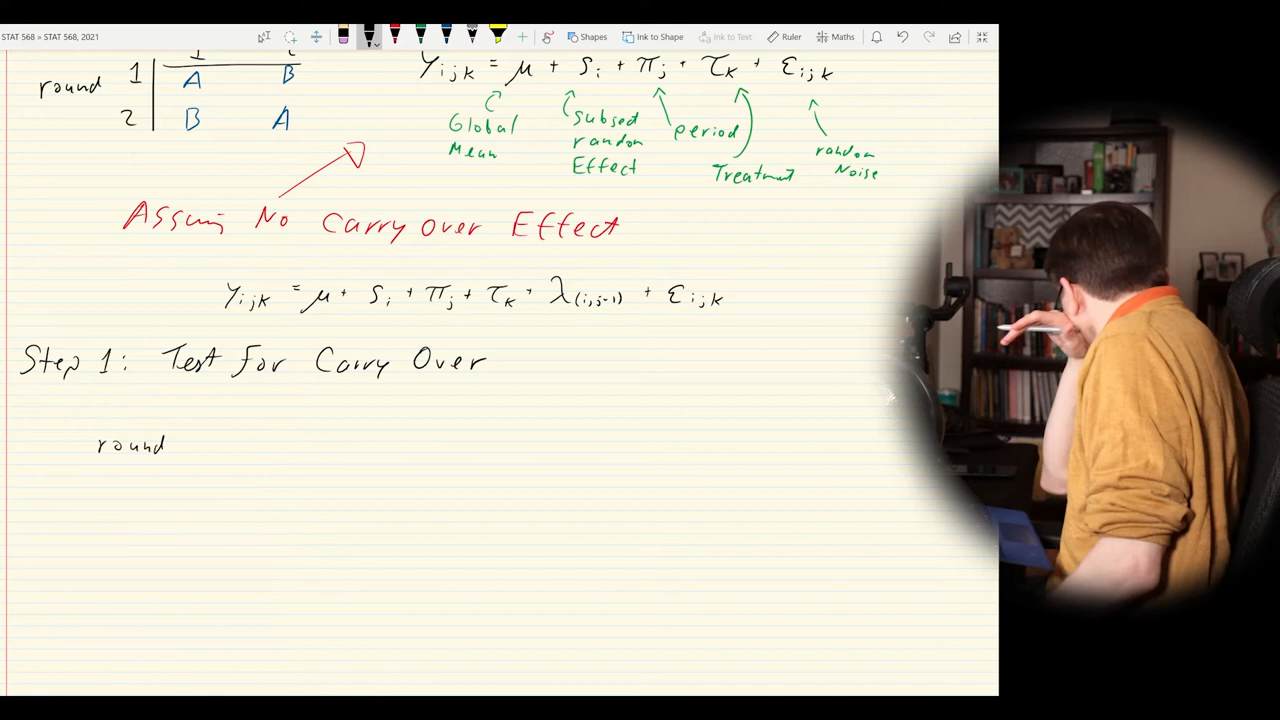 STAT 568 » STAT 568, 2021
Shapes Ink to Shape Ink to Text Ruler Maths
round 1 A B
2 B A
Yijk = μ + Si + πj + τk + εijk
Global Mean
Subsect random Effect
period
Treatment
random Noise
Assuming No Carry Over Effect
Yijk = μ + Si + πj + τk + λ(i,j-1) + εijk
Step 1: Test For Carry Over
round